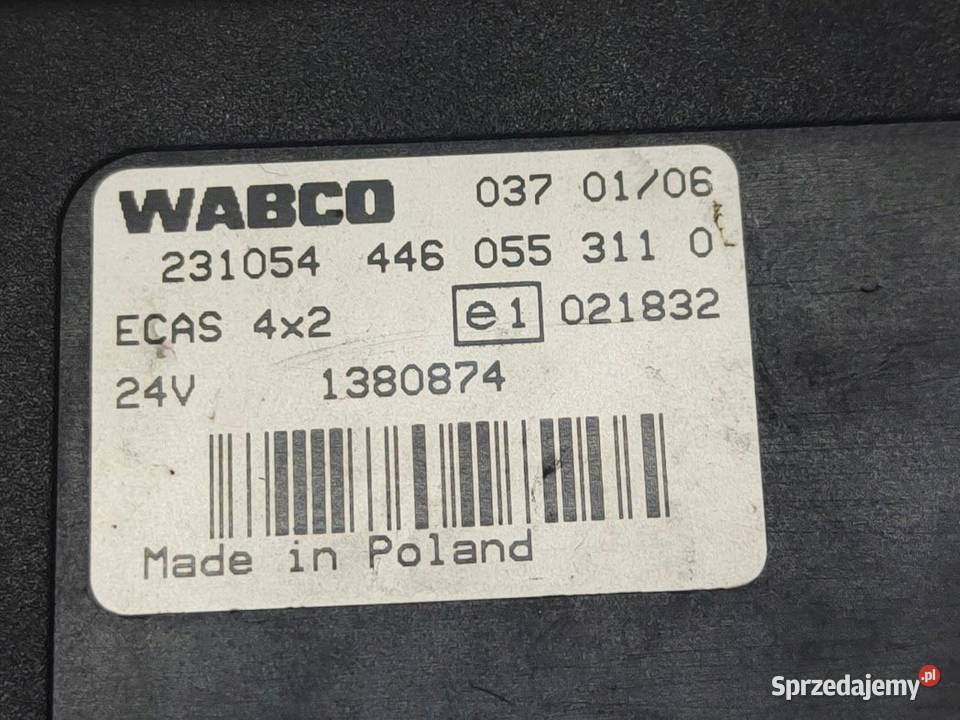 WABCO 037 01/06
231054 446 055 311 0
ECAS 4x2 e1 021832
24V 1380874
Made in Poland
Sprzedajemy.pl